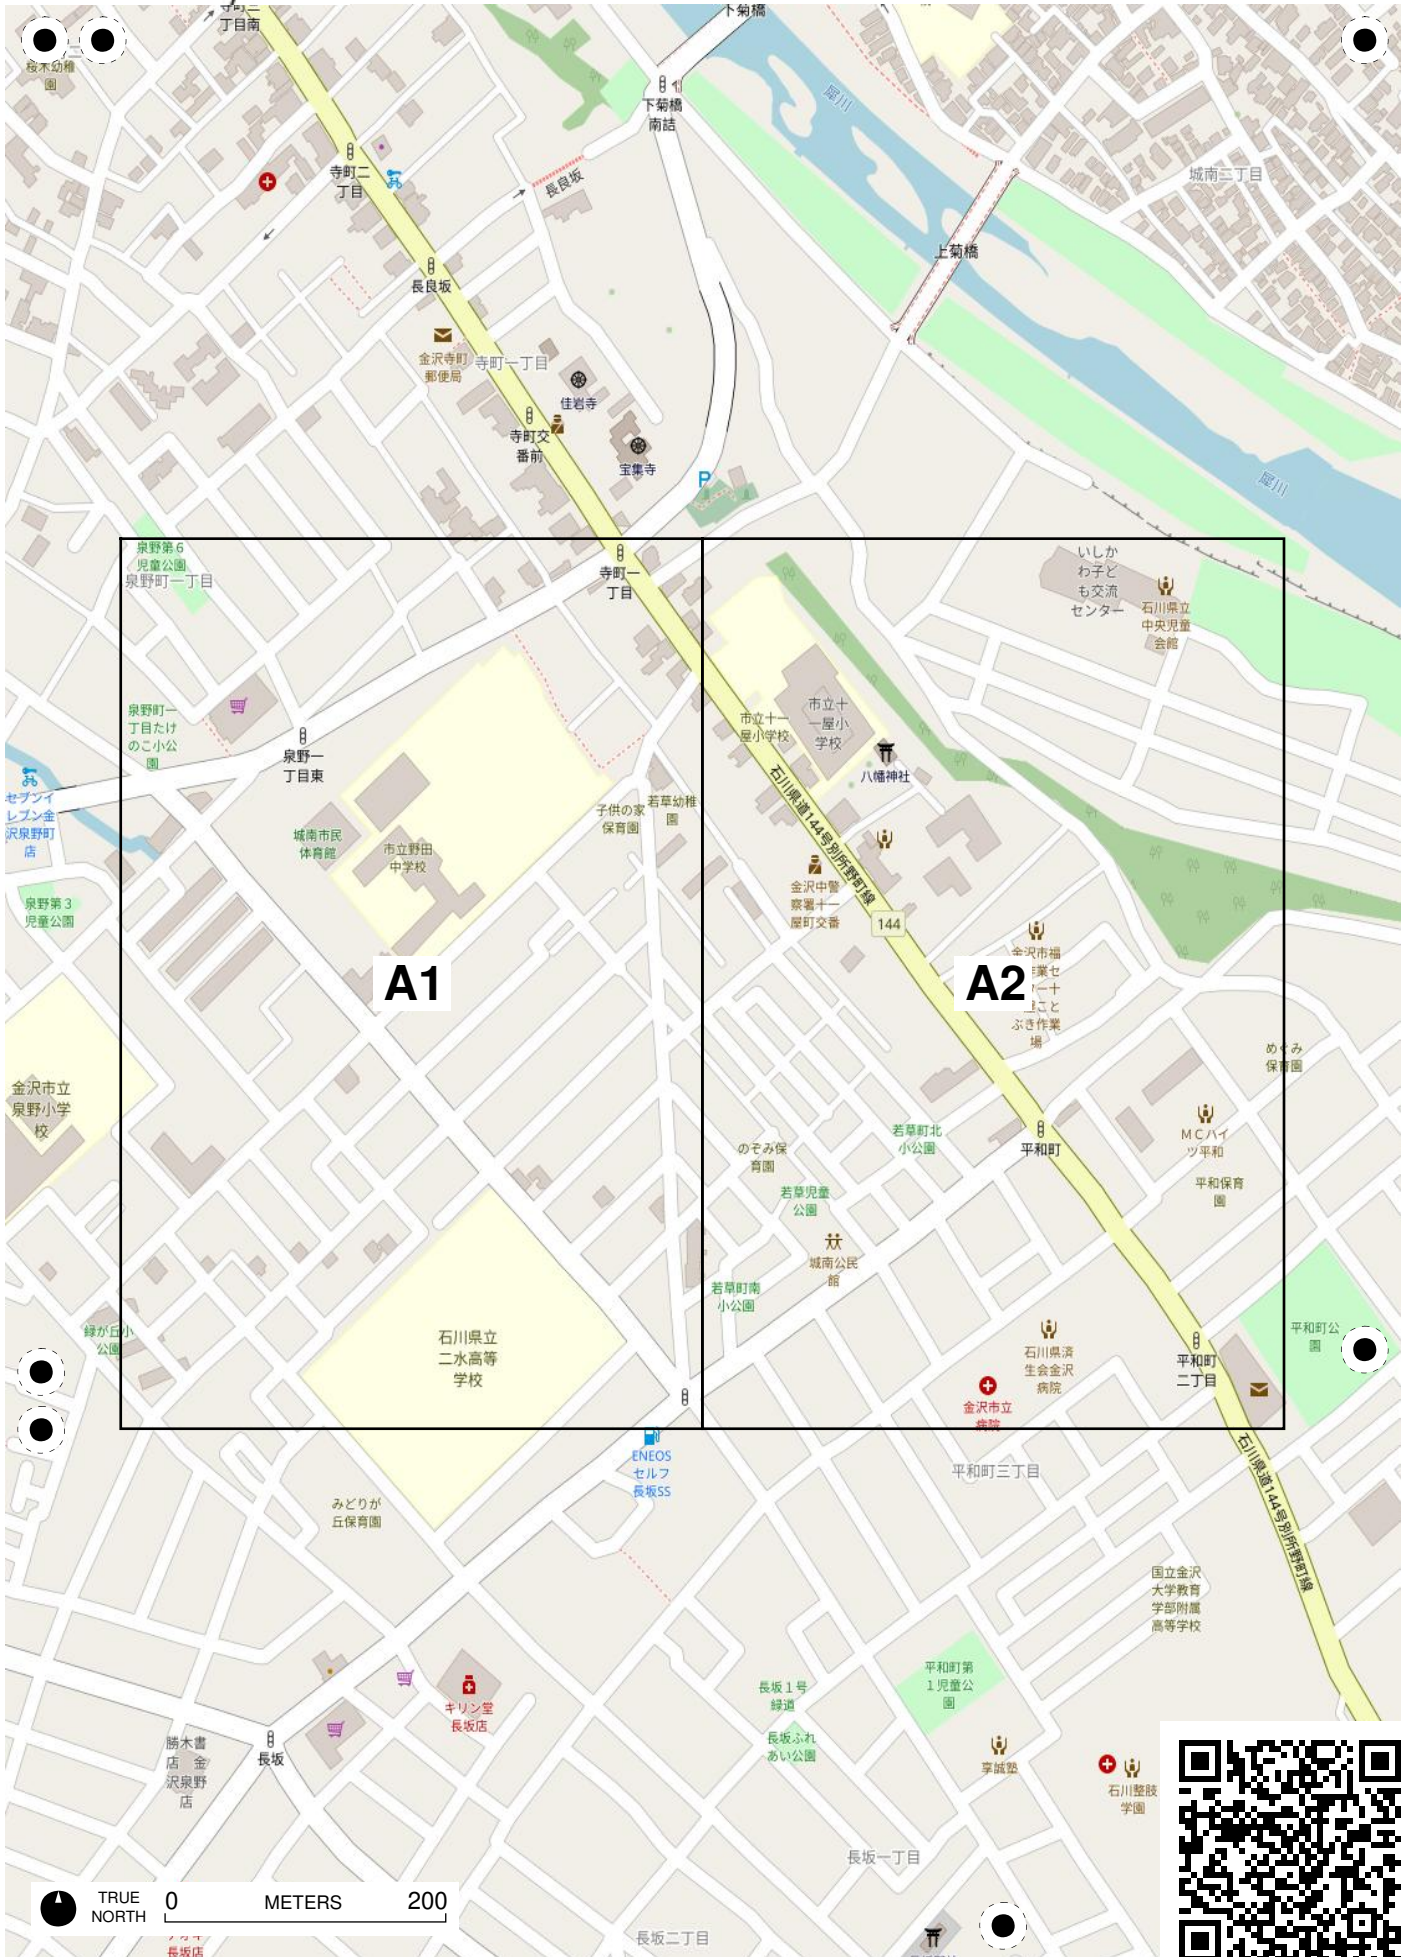 寺町三
丁目南
下菊橋
桜木幼稚
園
下菊橋
南詰
犀川
寺町二
丁目
長良坂
城南二丁目
上菊橋
長良坂
金沢寺町
郵便局
寺町一丁目
佳岩寺
寺町交
番前
宝集寺
P
犀川
泉野第6
児童公園
泉野町一丁目
寺町一
丁目
いしか
わ子ど
も交流
センター
石川県立
中央児童
会館
泉野町一
丁目たけ
のこ小公
園
泉野一
丁目東
市立十一
屋小学校
市立十
一屋小
学校
八幡神社
石川県道144号別所野町線
セブンイ
レブン金
沢泉野町
店
子供の家
保育園
若草幼稚
園
城南市民
体育館
市立野田
中学校
金沢中警
察署十一
屋町交番
泉野第3
児童公園
144
A1
A2
金沢市福
業セ
ー十
こと
ぶき作業
場
めぐみ
保育園
金沢市立
泉野小学
校
若草町北
小公園
平和町
MCハイ
ツ平和
のぞみ保
育園
若草児童
公園
平和保育
園
城南公民
館
若草町南
小公園
緑が丘小
公園
石川県立
二水高等
学校
石川県済
生会金沢
病院
平和町
二丁目
平和町公
園
金沢市立
病院
ENEOS
セルフ
長坂SS
平和町三丁目
石川県道144号別所野町線
みどりが
丘保育園
国立金沢
大学教育
学部附属
高等学校
平和町第
1児童公
園
長坂1号
緑道
キリン堂
長坂店
長坂ふれ
あい公園
勝木書
店 金
沢泉野
店
長坂
享誠塾
石川整肢
学園
長坂一丁目
TRUE
NORTH
0 METERS 200
長坂二丁目
長坂店